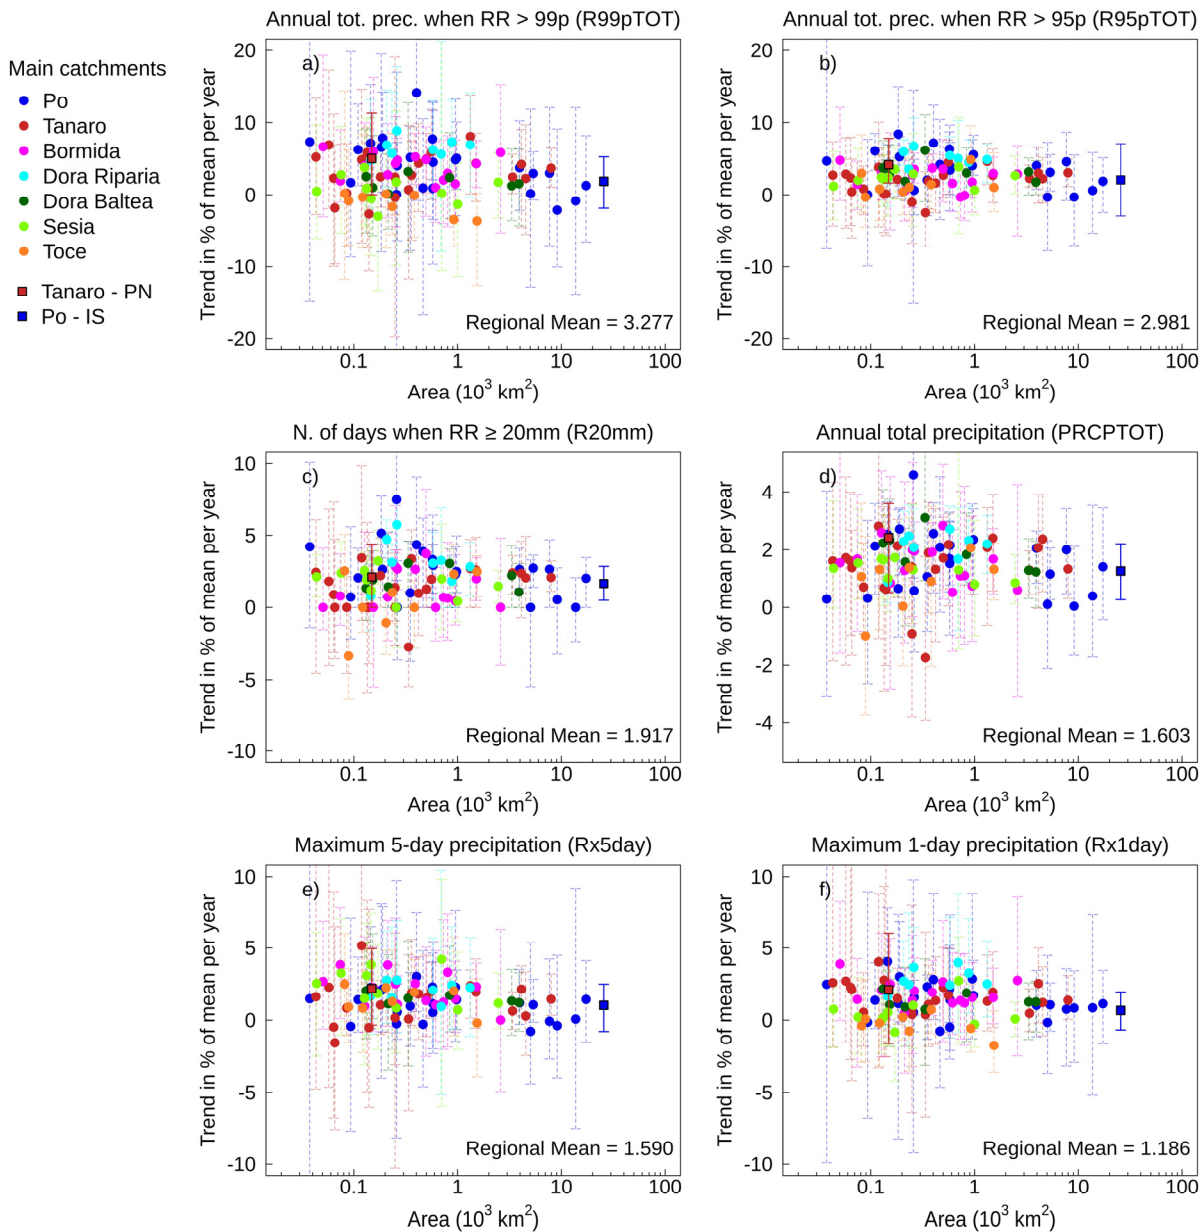 Main catchments
Po
Tanaro
Bormida
Dora Riparia
Dora Baltea
Sesia
Toce
Tanaro - PN
Po - IS
Annual tot. prec. when RR > 99p (R99pTOT)
a)
Trend in % of mean per year
20
10
0
-10
-20
Regional Mean = 3.277
0.1 1 10 100
Area (10³ km²)
Annual tot. prec. when RR > 95p (R95pTOT)
b)
Trend in % of mean per year
20
10
0
-10
-20
Regional Mean = 2.981
0.1 1 10 100
Area (10³ km²)
N. of days when RR ≥ 20mm (R20mm)
c)
Trend in % of mean per year
10
5
0
-5
-10
Regional Mean = 1.917
0.1 1 10 100
Area (10³ km²)
Annual total precipitation (PRCPTOT)
d)
Trend in % of mean per year
4
2
0
-2
-4
Regional Mean = 1.603
0.1 1 10 100
Area (10³ km²)
Maximum 5-day precipitation (Rx5day)
e)
Trend in % of mean per year
10
5
0
-5
-10
Regional Mean = 1.590
0.1 1 10 100
Area (10³ km²)
Maximum 1-day precipitation (Rx1day)
f)
Trend in % of mean per year
10
5
0
-5
-10
Regional Mean = 1.186
0.1 1 10 100
Area (10³ km²)